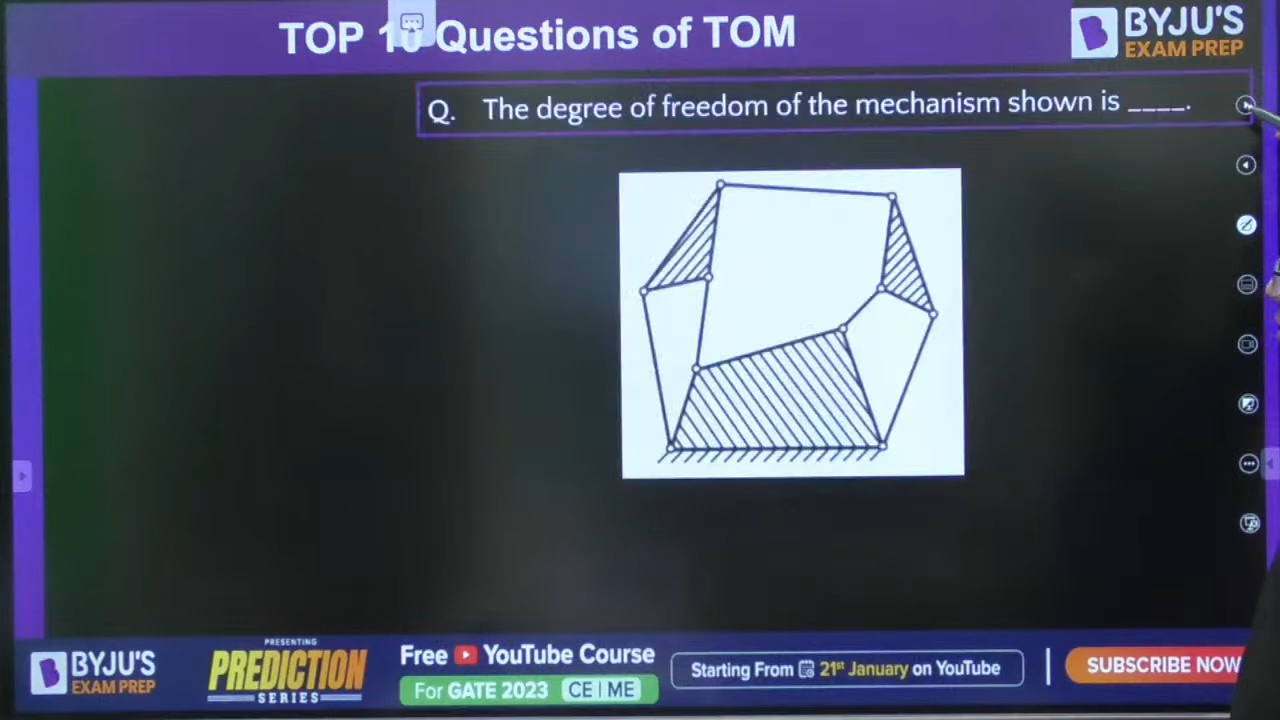 TOP 10 Questions of TOM
BYJU'S
EXAM PREP
Q. The degree of freedom of the mechanism shown is ____.
BYJU'S
EXAM PREP
PRESENTING
PREDICTION
SERIES
Free YouTube Course
For GATE 2023 CE | ME
Starting From 21st January on YouTube
SUBSCRIBE NOW